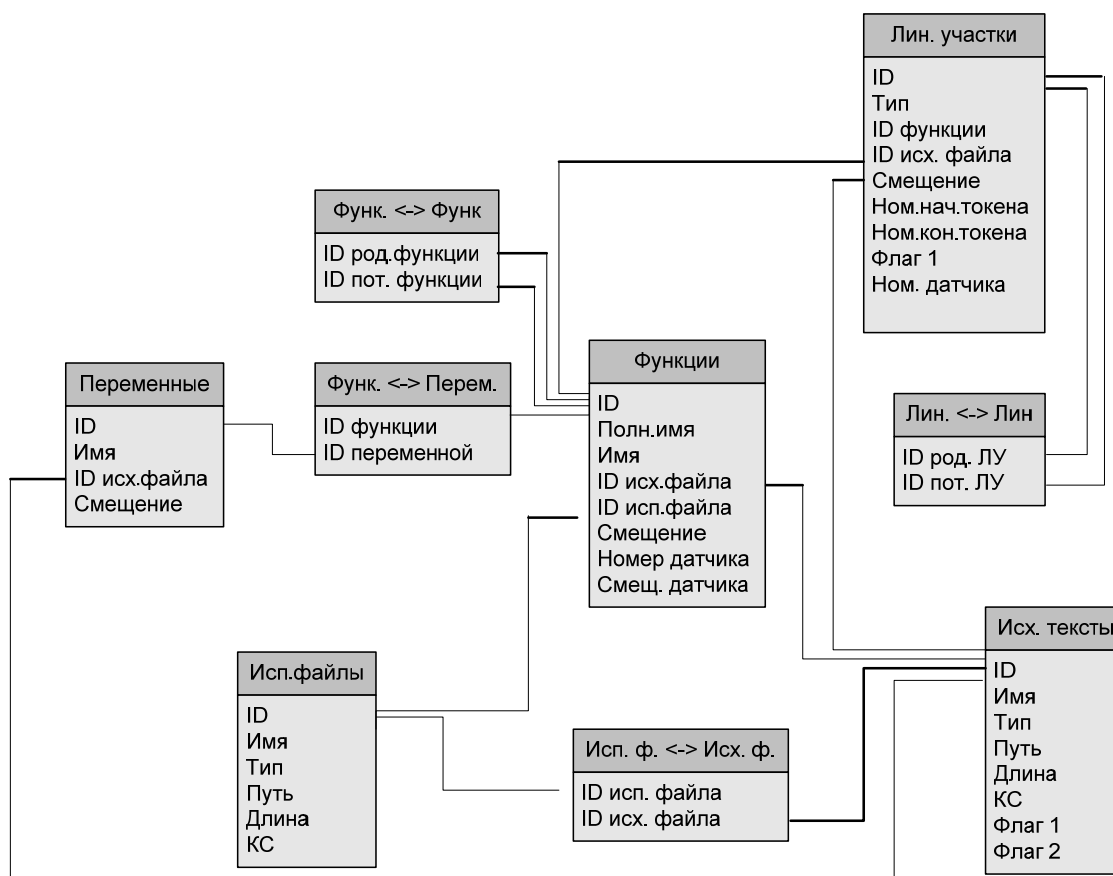 Лин. участки
ID
Тип
ID функции
ID исх. файла
Смещение
Ном.нач.токена
Ном.кон.токена
Флаг 1
Ном. датчика
Функ. <-> Функ
ID род.функции
ID пот. функции
Функции
ID
Полн.имя
Имя
ID исх.файла
ID исп.файла
Смещение
Номер датчика
Смещ. датчика
Переменные
ID
Имя
ID исх.файла
Смещение
Функ. <-> Перем.
ID функции
ID переменной
Лин. <-> Лин
ID род. ЛУ
ID пот. ЛУ
Исх. тексты
ID
Имя
Тип
Путь
Длина
КС
Флаг 1
Флаг 2
Исп.файлы
ID
Имя
Тип
Путь
Длина
КС
Исп. ф. <-> Исх. ф.
ID исп. файла
ID исх. файла